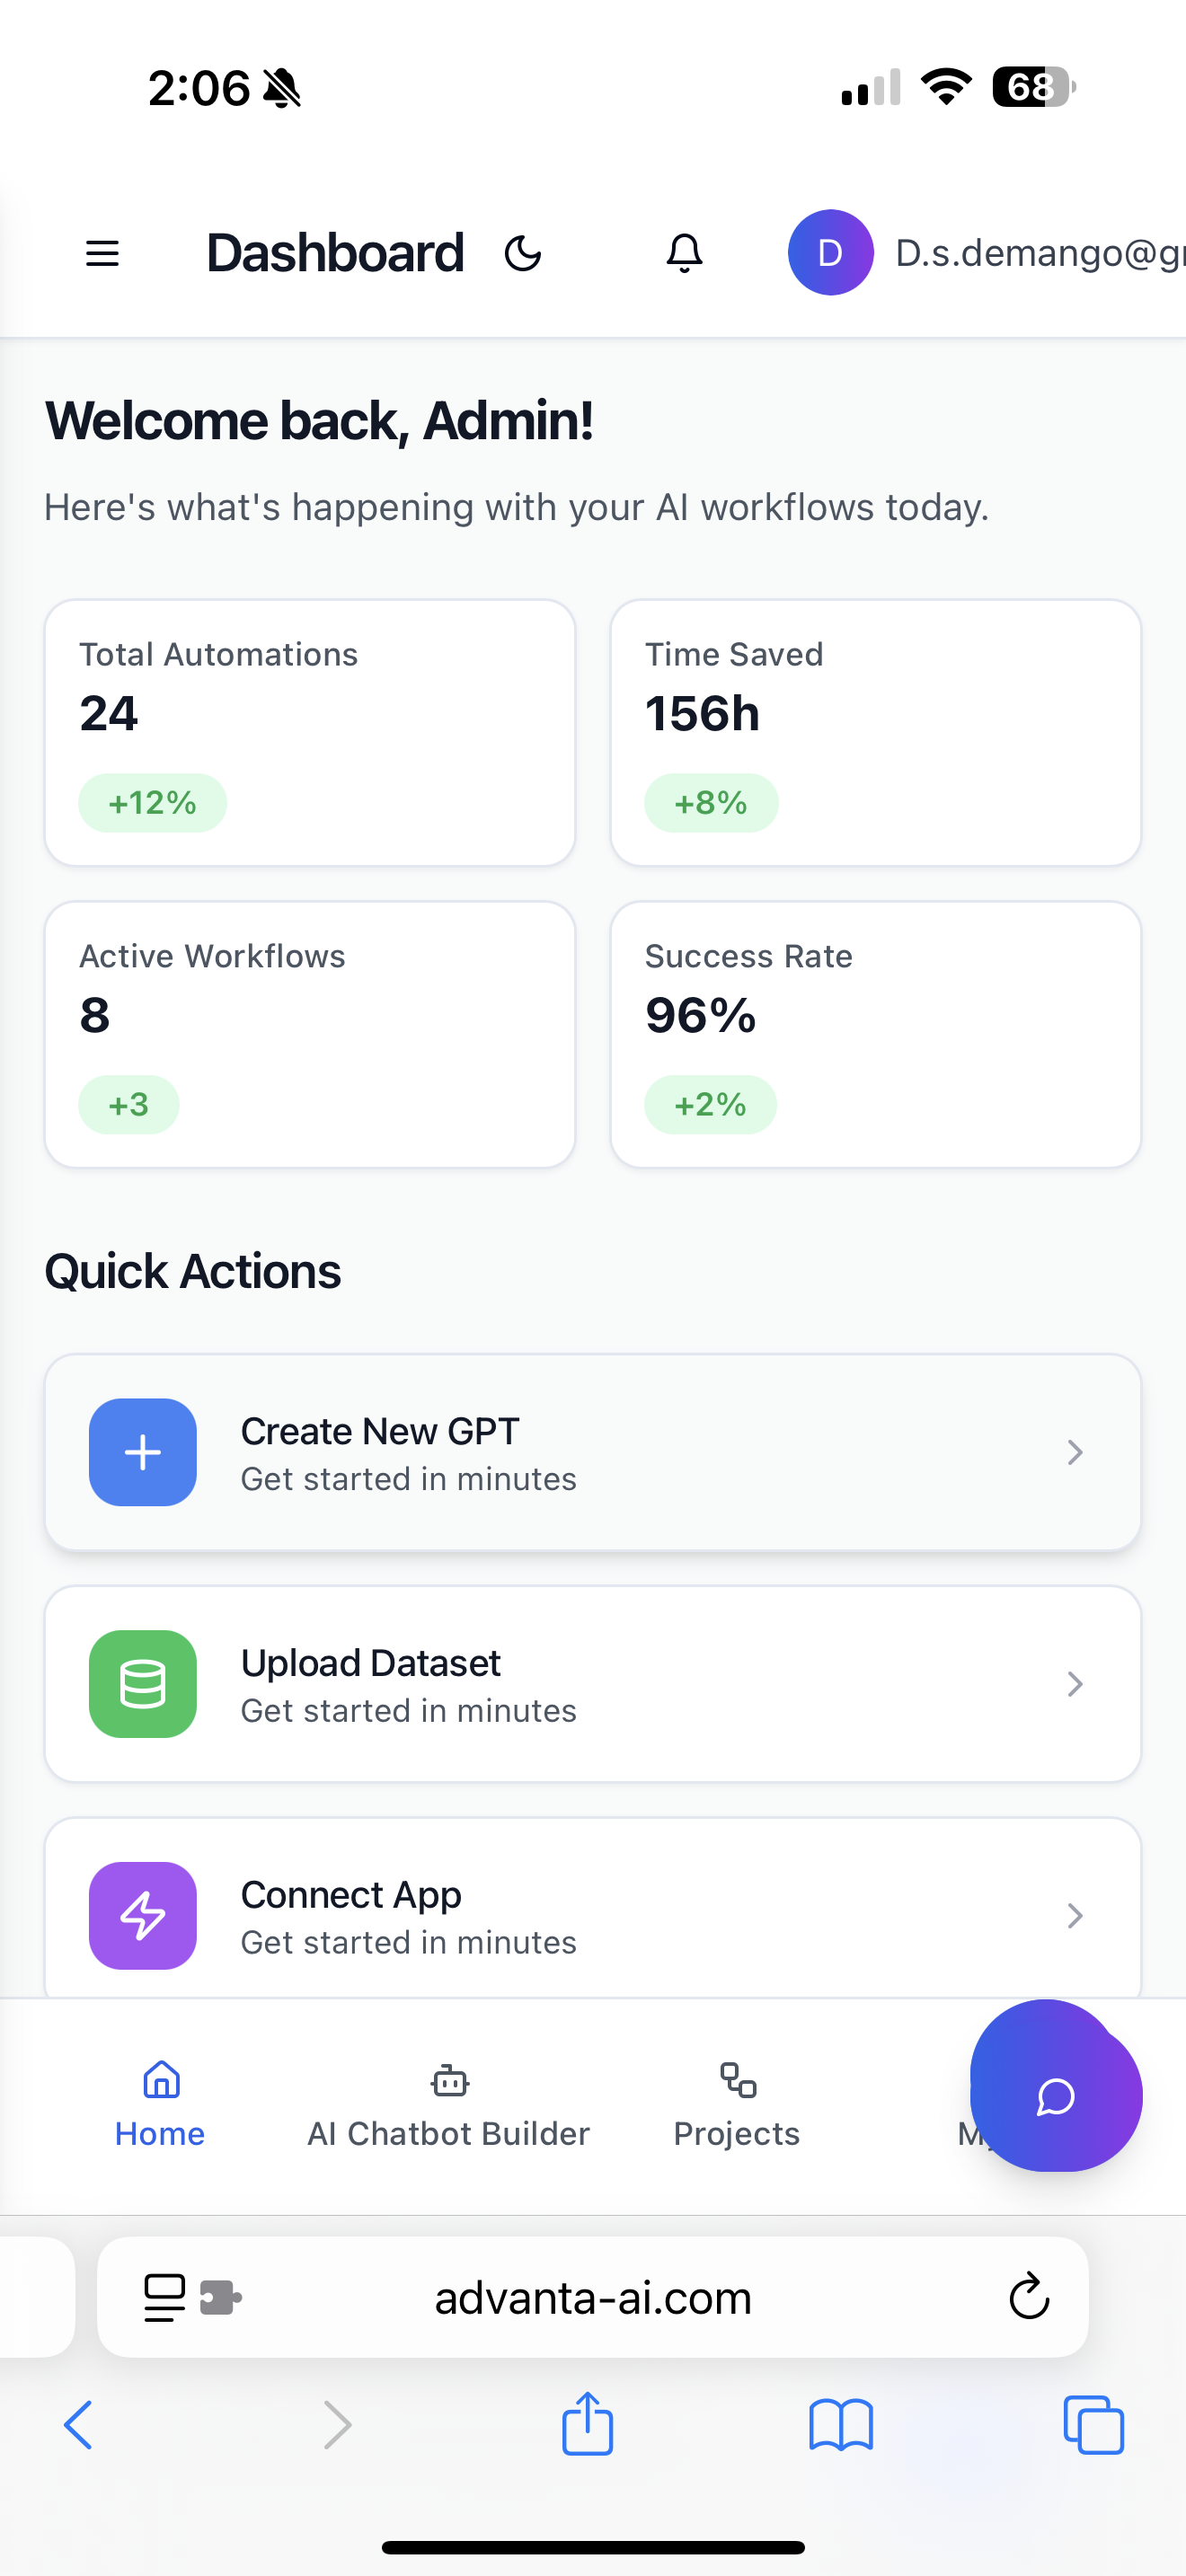 2:06
68
Dashboard
D
D.s.demango@g
Welcome back, Admin!
Here's what's happening with your AI workflows today.
Total Automations
24
+12%
Time Saved
156h
+8%
Active Workflows
8
+3
Success Rate
96%
+2%
Quick Actions
Create New GPT
Get started in minutes
Upload Dataset
Get started in minutes
Connect App
Get started in minutes
Home
AI Chatbot Builder
Projects
advanta-ai.com